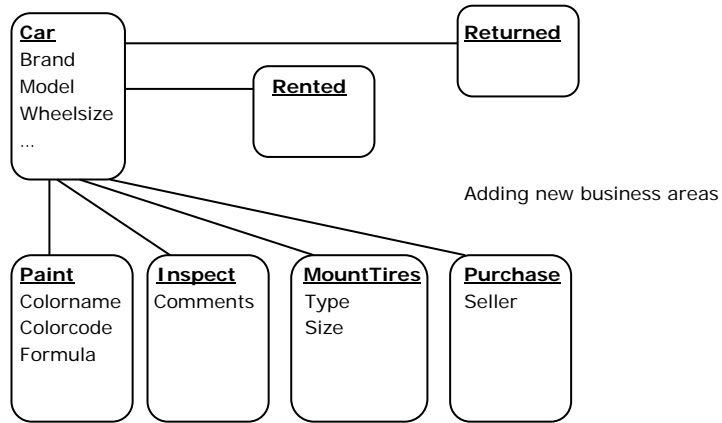 Car
Brand
Model
Wheelsize
...
Returned
Rented
Adding new business areas
Paint
Colorname
Colorcode
Formula
Inspect
Comments
MountTires
Type
Size
Purchase
Seller